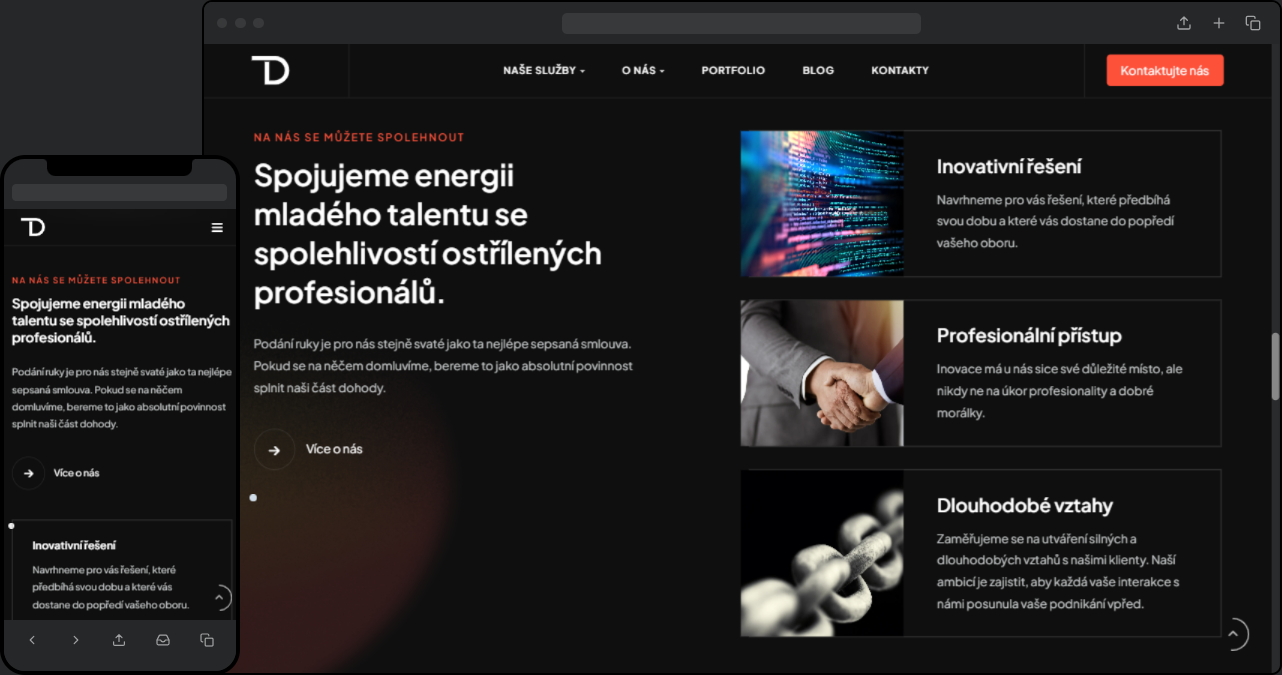 TD
NAŠE SLUŽBY
O NÁS
PORTFOLIO
BLOG
KONTAKTY
Kontaktujte nás
NA NÁS SE MŮŽETE SPOLEHNOUT
Spojujeme energii
mladého talentu se
spolehlivostí ostřílených
profesionálů.
Podání ruky je pro nás stejně svaté jako ta nejlépe sepsaná smlouva.
Pokud se na něčem domluvíme, bereme to jako absolutní povinnost
splnit naši část dohody.
Více o nás
Inovativní řešení
Navrhneme pro vás řešení, které předbíhá
svou dobu a které vás dostane do popředí
vašeho oboru.
Profesionální přístup
Inovace má u nás sice své důležité místo, ale
nikdy ne na úkor profesionality a dobré
morálky.
Dlouhodobé vztahy
Zaměřujeme se na utváření silných a
dlouhodobých vztahů s našimi klienty. Naší
ambicí je zajistit, aby každá vaše interakce s
námi posunula vaše podnikání vpřed.
TD
NA NÁS SE MŮŽETE SPOLEHNOUT
Spojujeme energii mladého
talentu se spolehlivostí ostřílených
profesionálů.
Podání ruky je pro nás stejně svaté jako ta nejlépe
sepsaná smlouva. Pokud se na něčem
domluvíme, bereme to jako absolutní povinnost
splnit naši část dohody.
Více o nás
Inovativní řešení
Navrhneme pro vás řešení, které
předbíhá svou dobu a které vás
dostane do popředí vašeho oboru.